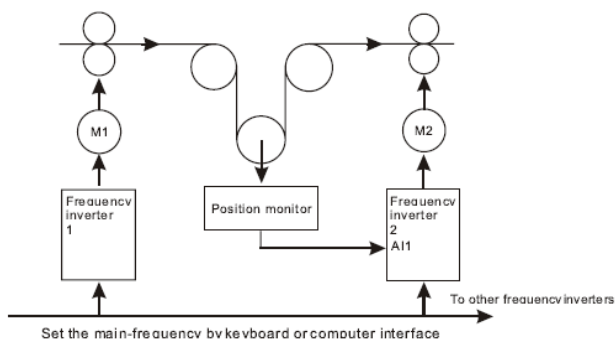 M1
M2
Frequency
inverter
1
Position monitor
Frequency
inverter
2
AI1
To other frequency inverters
Set the main-frequency by keyboard or computer interface